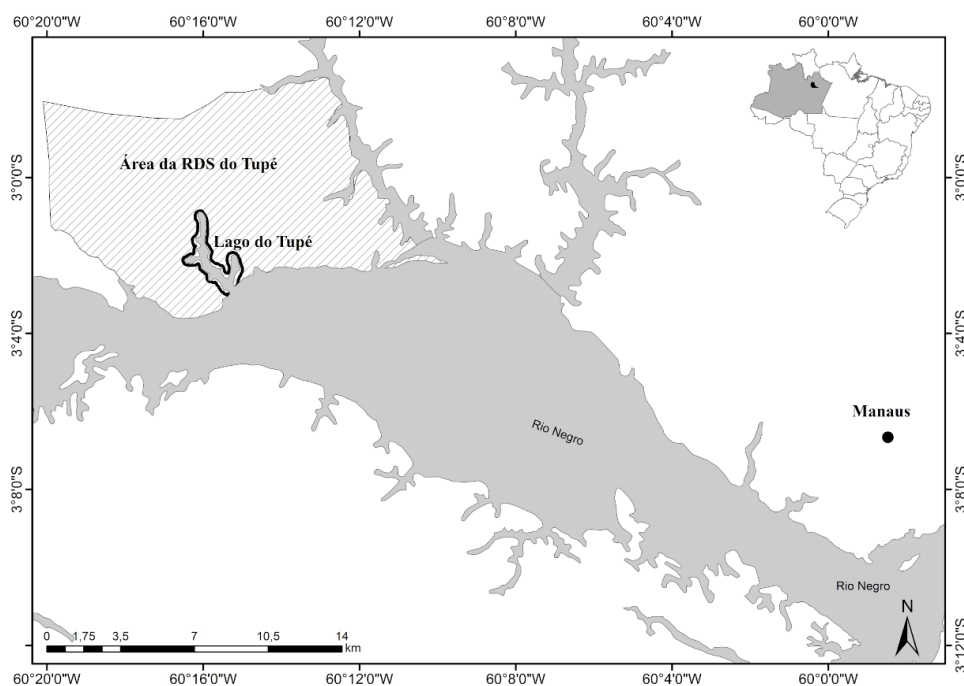 60°20'0"W 60°16'0"W 60°12'0"W 60°8'0"W 60°4'0"W 60°0'0"W
3°0'0"S
3°0'0"S
Área da RDS do Tupé
Lago do Tupé
3°4'0"S
3°4'0"S
Rio Negro
Manaus
3°8'0"S
3°8'0"S
Rio Negro
N
0 1,75 3,5 7 10,5 14
km
3°12'0"S
3°12'0"S
60°20'0"W 60°16'0"W 60°12'0"W 60°8'0"W 60°4'0"W 60°0'0"W